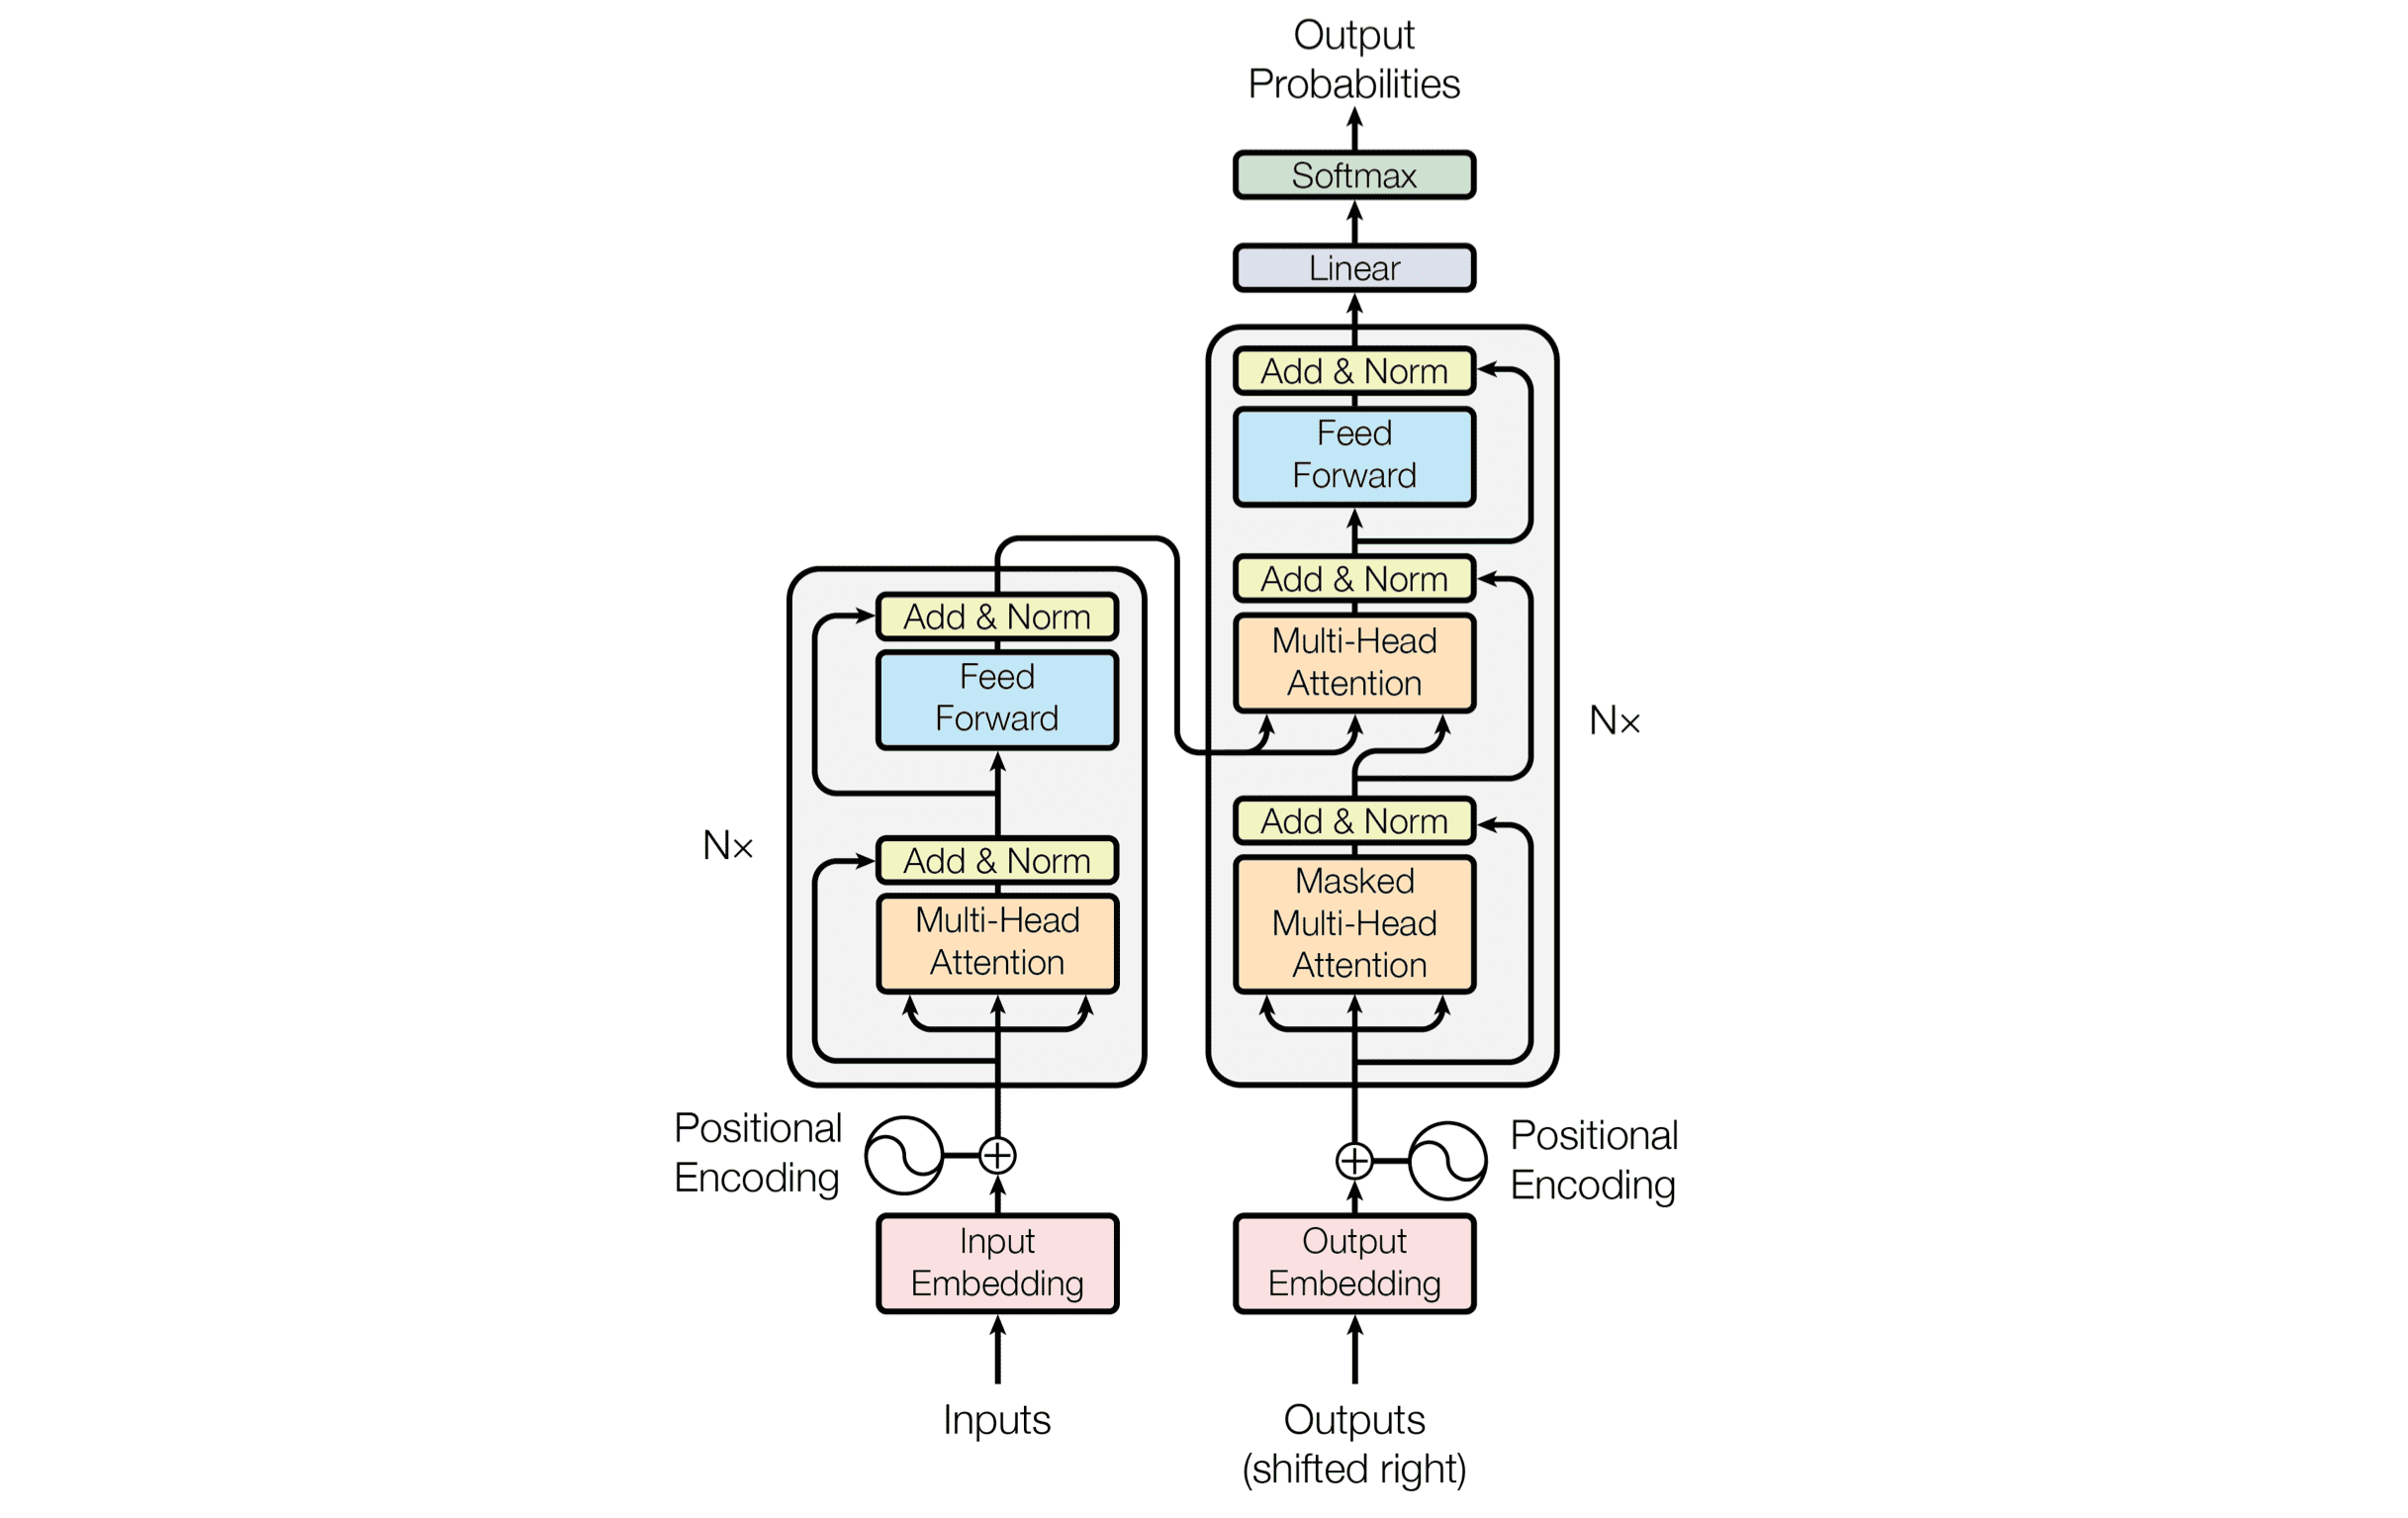 Output
Probabilities
Softmax
Linear
Add & Norm
Feed
Forward
Add & Norm
Multi-Head
Attention
Add & Norm
Masked
Multi-Head
Attention
N×
Add & Norm
Feed
Forward
Add & Norm
Multi-Head
Attention
N×
Positional
Encoding
Positional
Encoding
Input
Embedding
Output
Embedding
Inputs
Outputs
(shifted right)